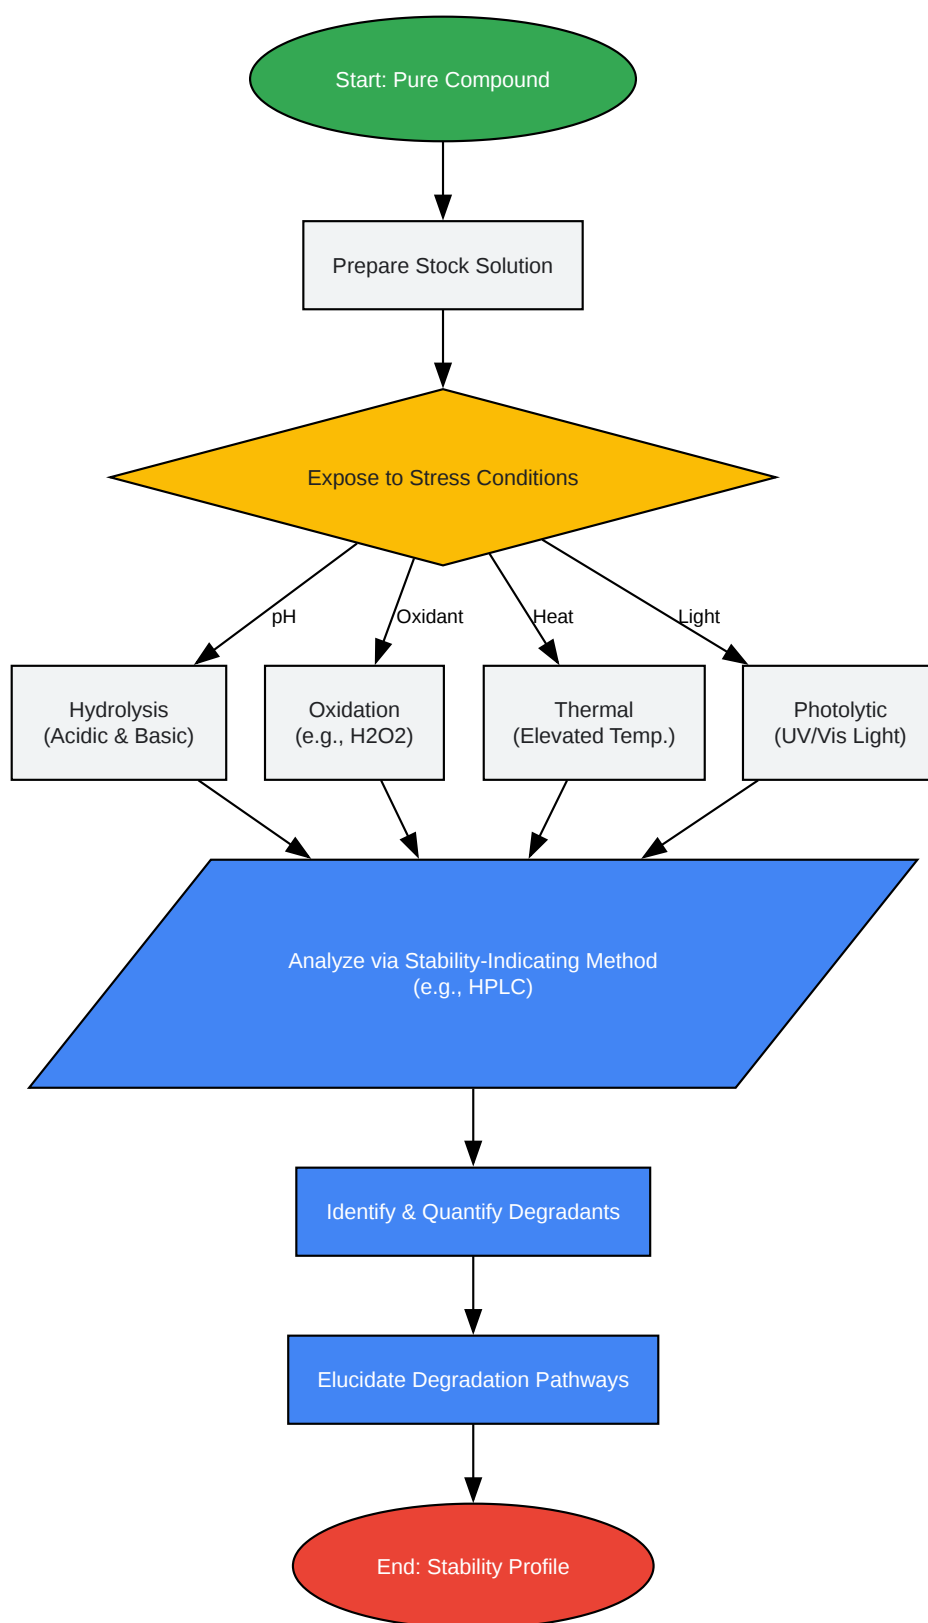 Start: Pure Compound
Prepare Stock Solution
Expose to Stress Conditions
pH
Oxidant
Heat
Light
Hydrolysis
(Acidic & Basic)
Oxidation
(e.g., H2O2)
Thermal
(Elevated Temp.)
Photolytic
(UV/Vis Light)
Analyze via Stability-Indicating Method
(e.g., HPLC)
Identify & Quantify Degradants
Elucidate Degradation Pathways
End: Stability Profile